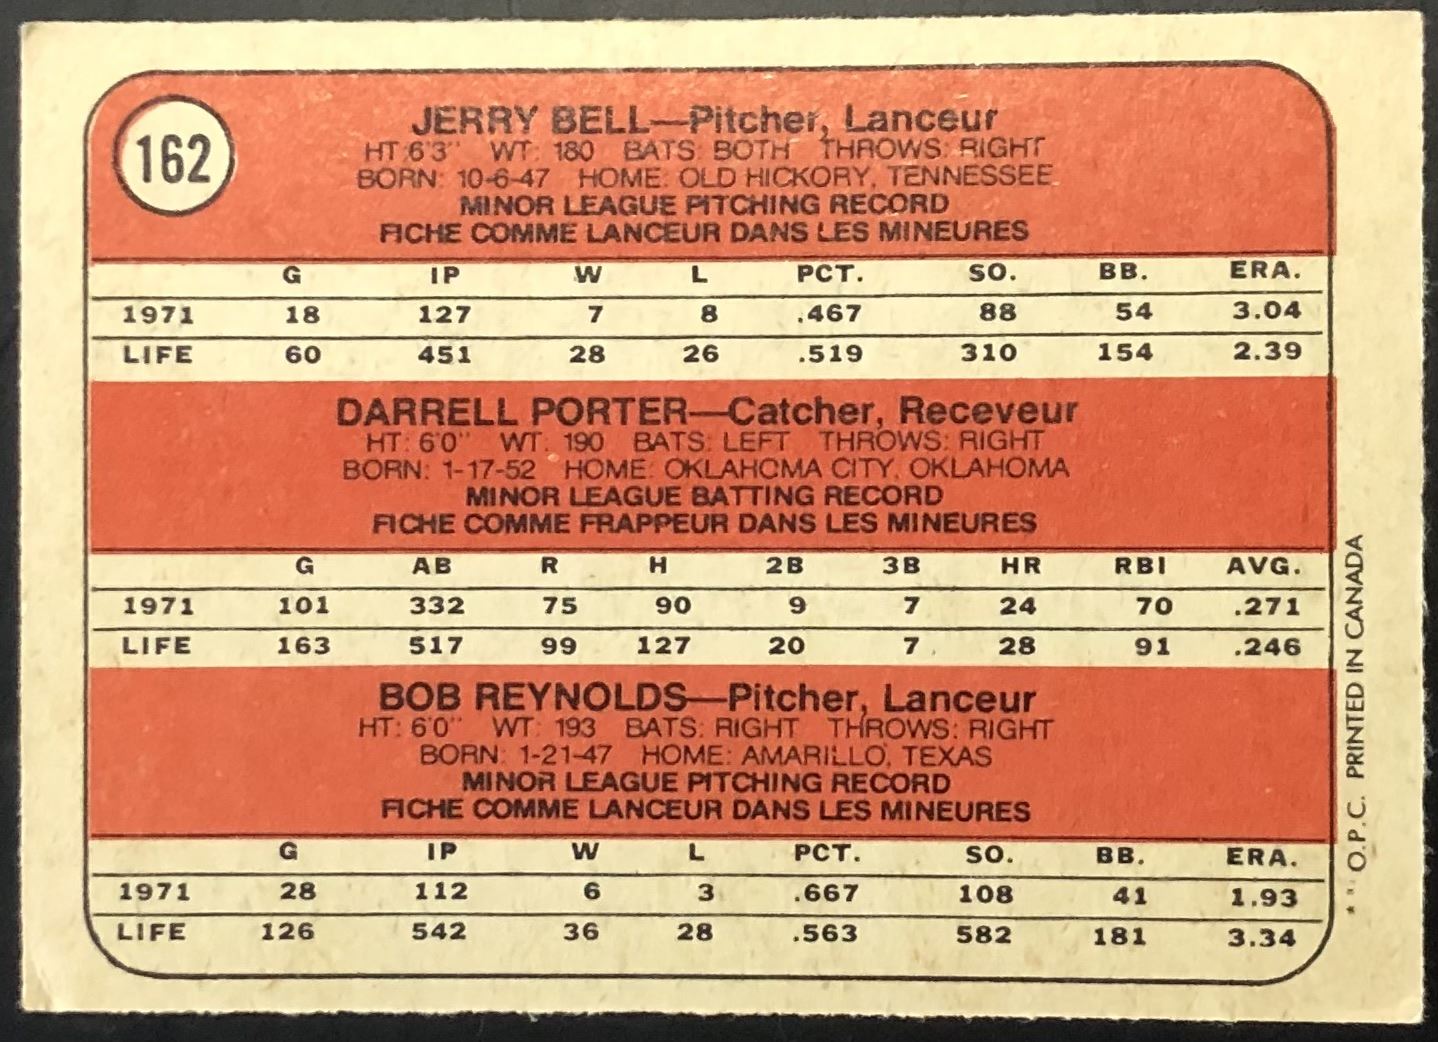 162
JERRY BELL—Pitcher, Lanceur
HT: 6'3" WT: 180 BATS: BOTH THROWS: RIGHT
BORN: 10-6-47 HOME: OLD HICKORY, TENNESSEE
MINOR LEAGUE PITCHING RECORD
FICHE COMME LANCEUR DANS LES MINEURES
G IP W L PCT. SO. BB. ERA.
1971 18 127 7 8 .467 88 54 3.04
LIFE 60 451 28 26 .519 310 154 2.39
DARRELL PORTER—Catcher, Receveur
HT: 6'0" WT: 190 BATS: LEFT THROWS: RIGHT
BORN: 1-17-52 HOME: OKLAHOMA CITY, OKLAHOMA
MINOR LEAGUE BATTING RECORD
FICHE COMME FRAPPEUR DANS LES MINEURES
G AB R H 2B 3B HR RBI AVG.
1971 101 332 75 90 9 7 24 70 .271
LIFE 163 517 99 127 20 7 28 91 .246
BOB REYNOLDS—Pitcher, Lanceur
HT: 6'0" WT: 193 BATS: RIGHT THROWS: RIGHT
BORN: 1-21-47 HOME: AMARILLO, TEXAS
MINOR LEAGUE PITCHING RECORD
FICHE COMME LANCEUR DANS LES MINEURES
G IP W L PCT. SO. BB. ERA.
1971 28 112 6 3 .667 108 41 1.93
LIFE 126 542 36 28 .563 582 181 3.34
O.P.C. PRINTED IN CANADA